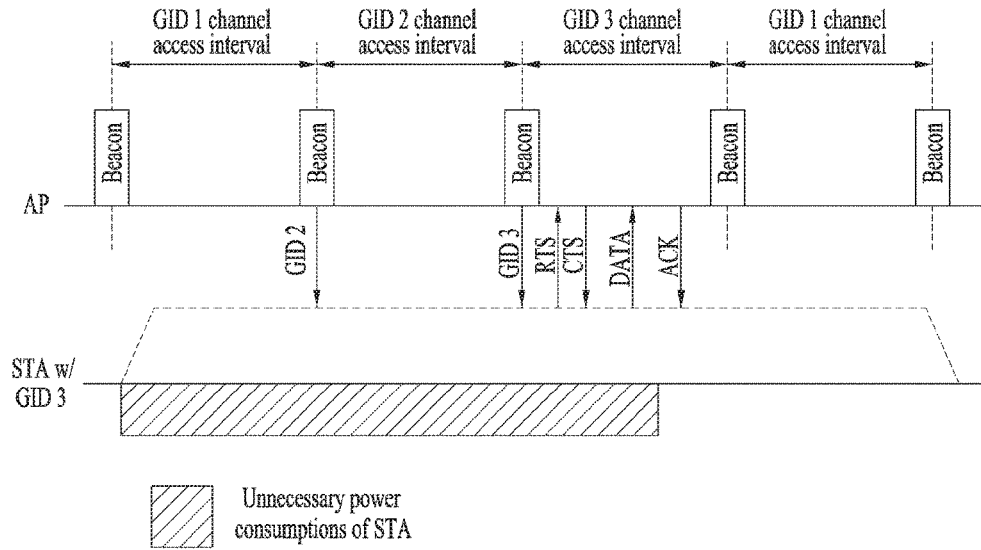 GID 1 channel
access interval
GID 2 channel
access interval
GID 3 channel
access interval
GID 1 channel
access interval
Beacon
Beacon
Beacon
Beacon
Beacon
AP
GID 2
GID 3
RTS
CTS
DATA
ACK
STA w/
GID 3
Unnecessary power
consumptions of STA